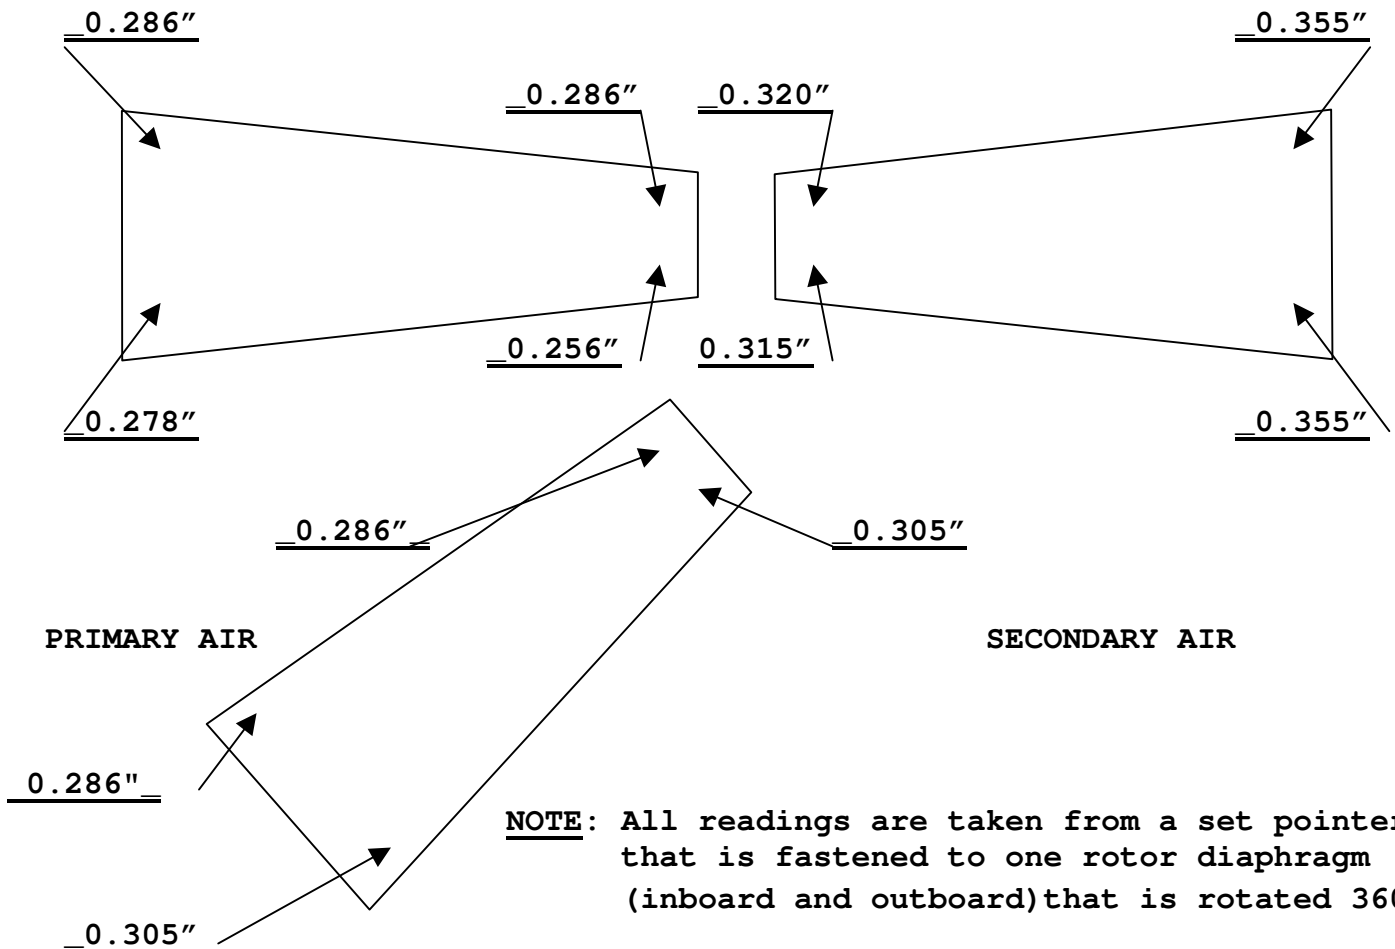 _0.286″
_0.355″
_0.286″
_0.320″
_0.256″
0.315″
_0.278″
_0.355″
_0.286″_
_0.305″
PRIMARY AIR
SECONDARY AIR
_0.286"_
NOTE: All readings are taken from a set pointer
that is fastened to one rotor diaphragm
(inboard and outboard)that is rotated 360
_0.305″